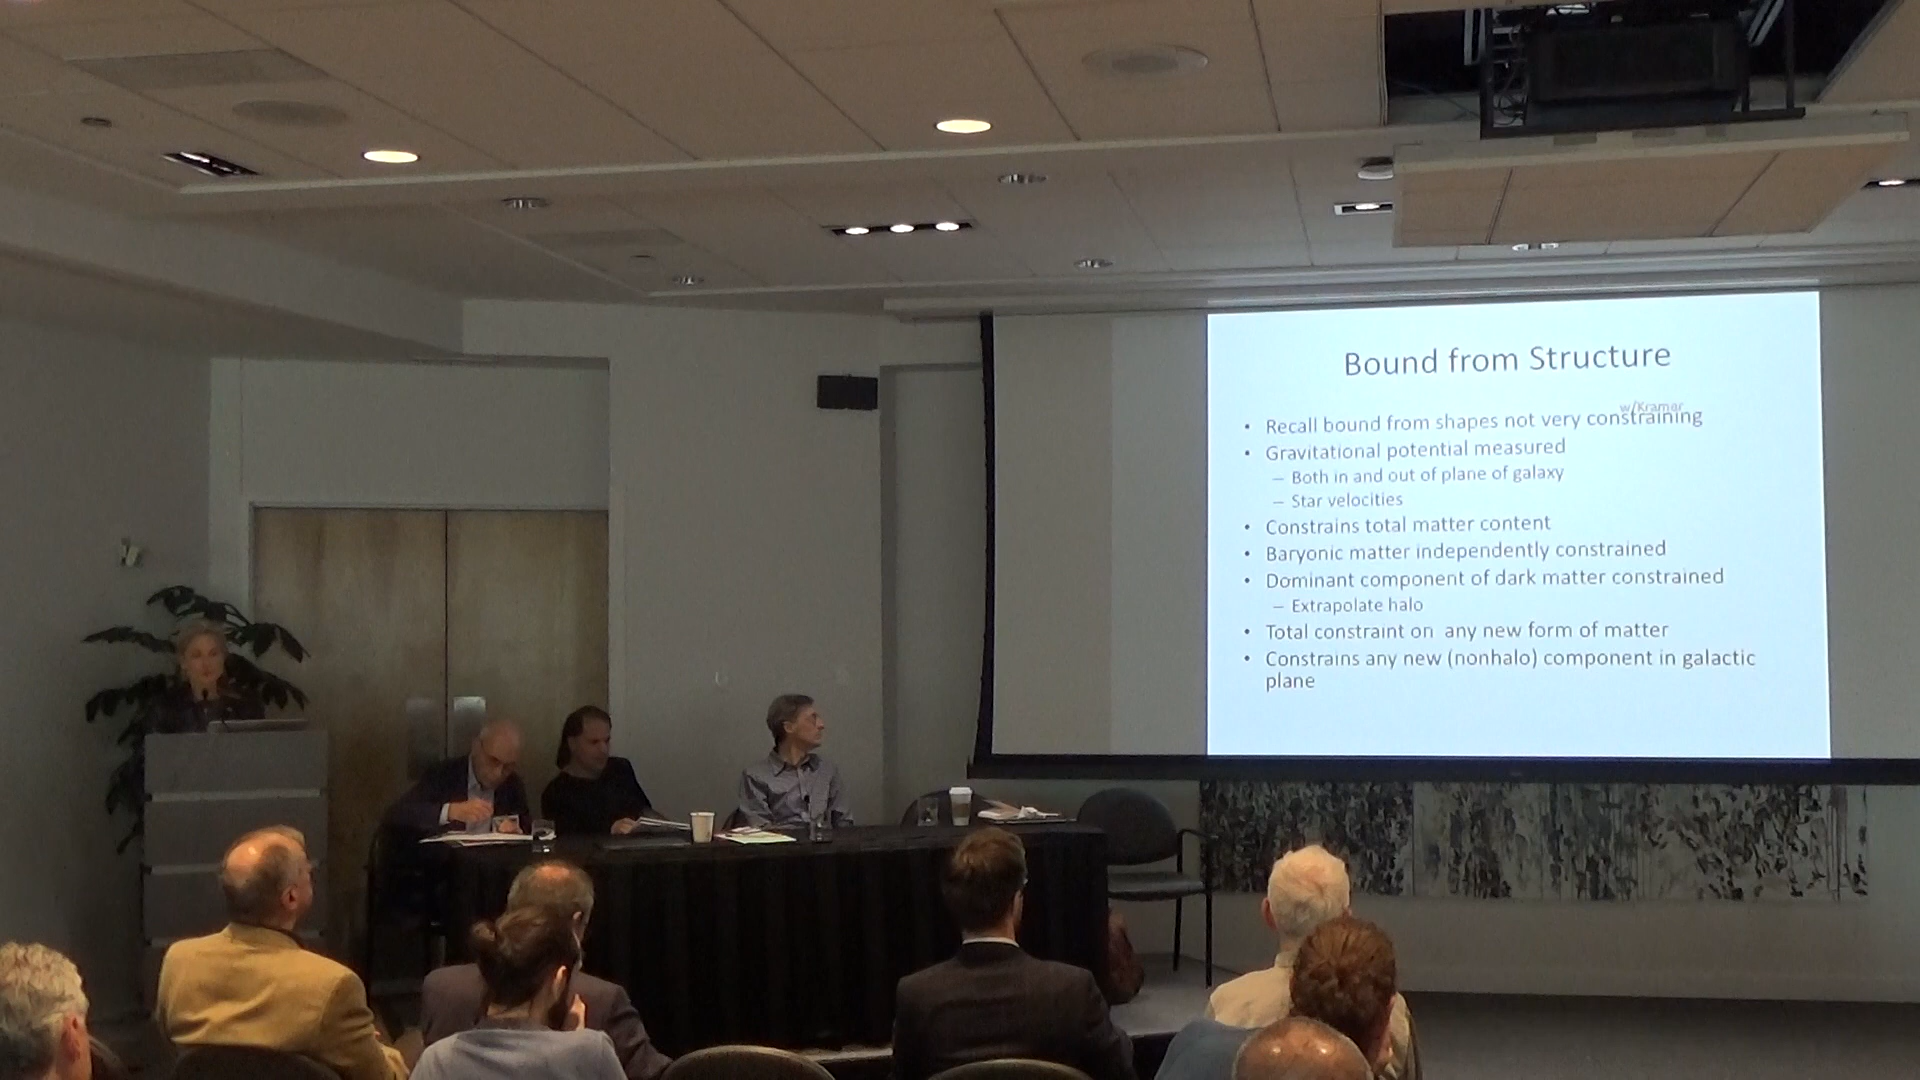 Bound from Structure
w/Kramer
• Recall bound from shapes not very constraining
• Gravitational potential measured
– Both in and out of plane of galaxy
– Star velocities
• Constrains total matter content
• Baryonic matter independently constrained
• Dominant component of dark matter constrained
– Extrapolate halo
• Total constraint on any new form of matter
• Constrains any new (nonhalo) component in galactic
plane